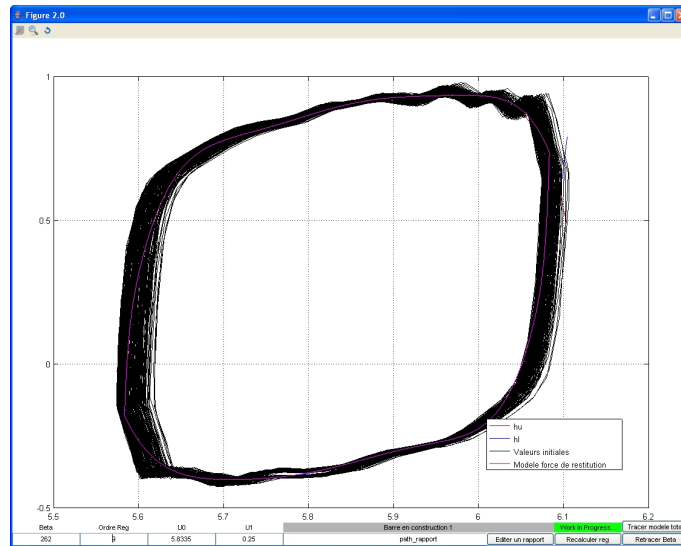 Figure 2.0
1
0.5
0
-0.5
5.5 5.6 5.7 5.8 5.9 6 6.1 6.2
hu
hl
Valeurs initiales
Modele force de restitution
Beta Ordre Reg U0 U1 Barre en construction 1 Work in Progress... Tracer modele tota
262 9 5.8335 0.25 path_rapport Editer un rapport Recalculer reg Retracer Beta